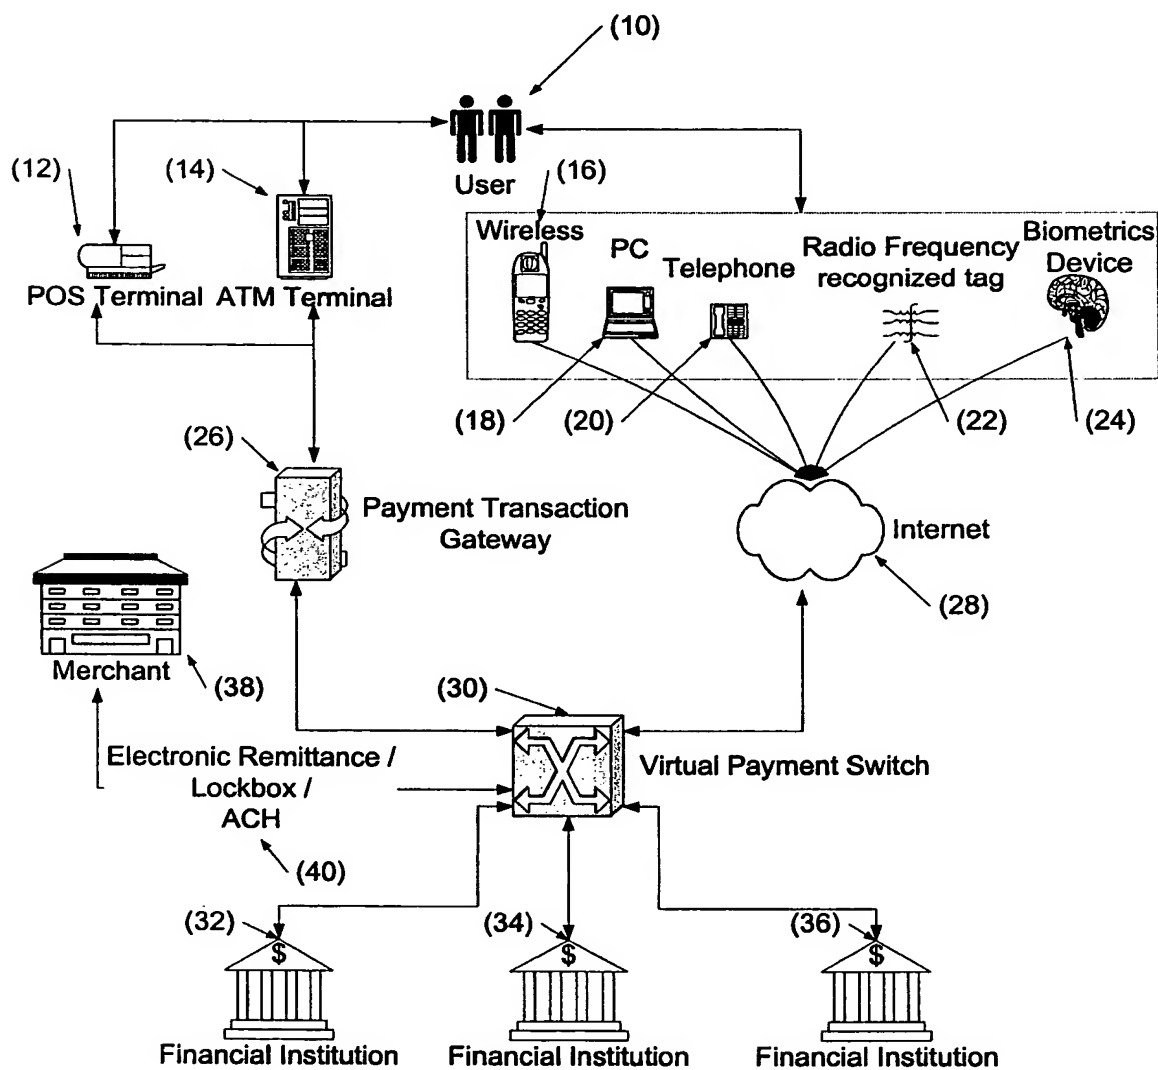 (10)
(12)
(14)
User
(16)
Wireless
PC
Telephone
Radio Frequency
recognized tag
Biometrics
Device
POS Terminal
ATM Terminal
(18)
(20)
(22)
(24)
(26)
Payment Transaction
Gateway
Internet
(28)
Merchant
(38)
(30)
Electronic Remittance /
Lockbox /
ACH
Virtual Payment Switch
(40)
(32)
(34)
(36)
$
$
$
Financial Institution
Financial Institution
Financial Institution